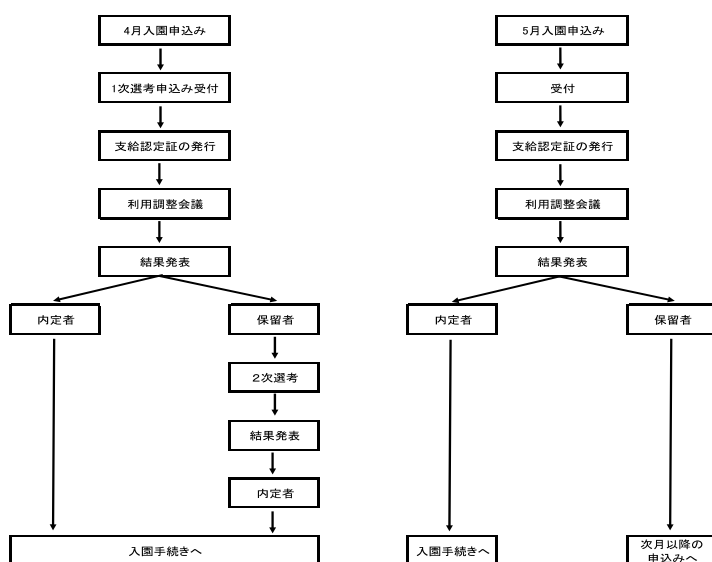 4月入園申込み
1次選考申込み受付
支給認定証の発行
利用調整会議
結果発表
内定者
保留者
2次選考
結果発表
内定者
入園手続きへ
5月入園申込み
受付
支給認定証の発行
利用調整会議
結果発表
内定者
保留者
入園手続きへ
次月以降の
申込みへ